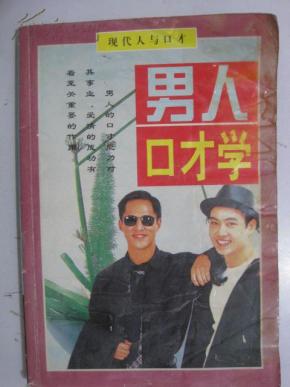 现代人与口才
男人
口才学
男人的口才能力对
其事业、爱情的成功有
着至关重要的作用